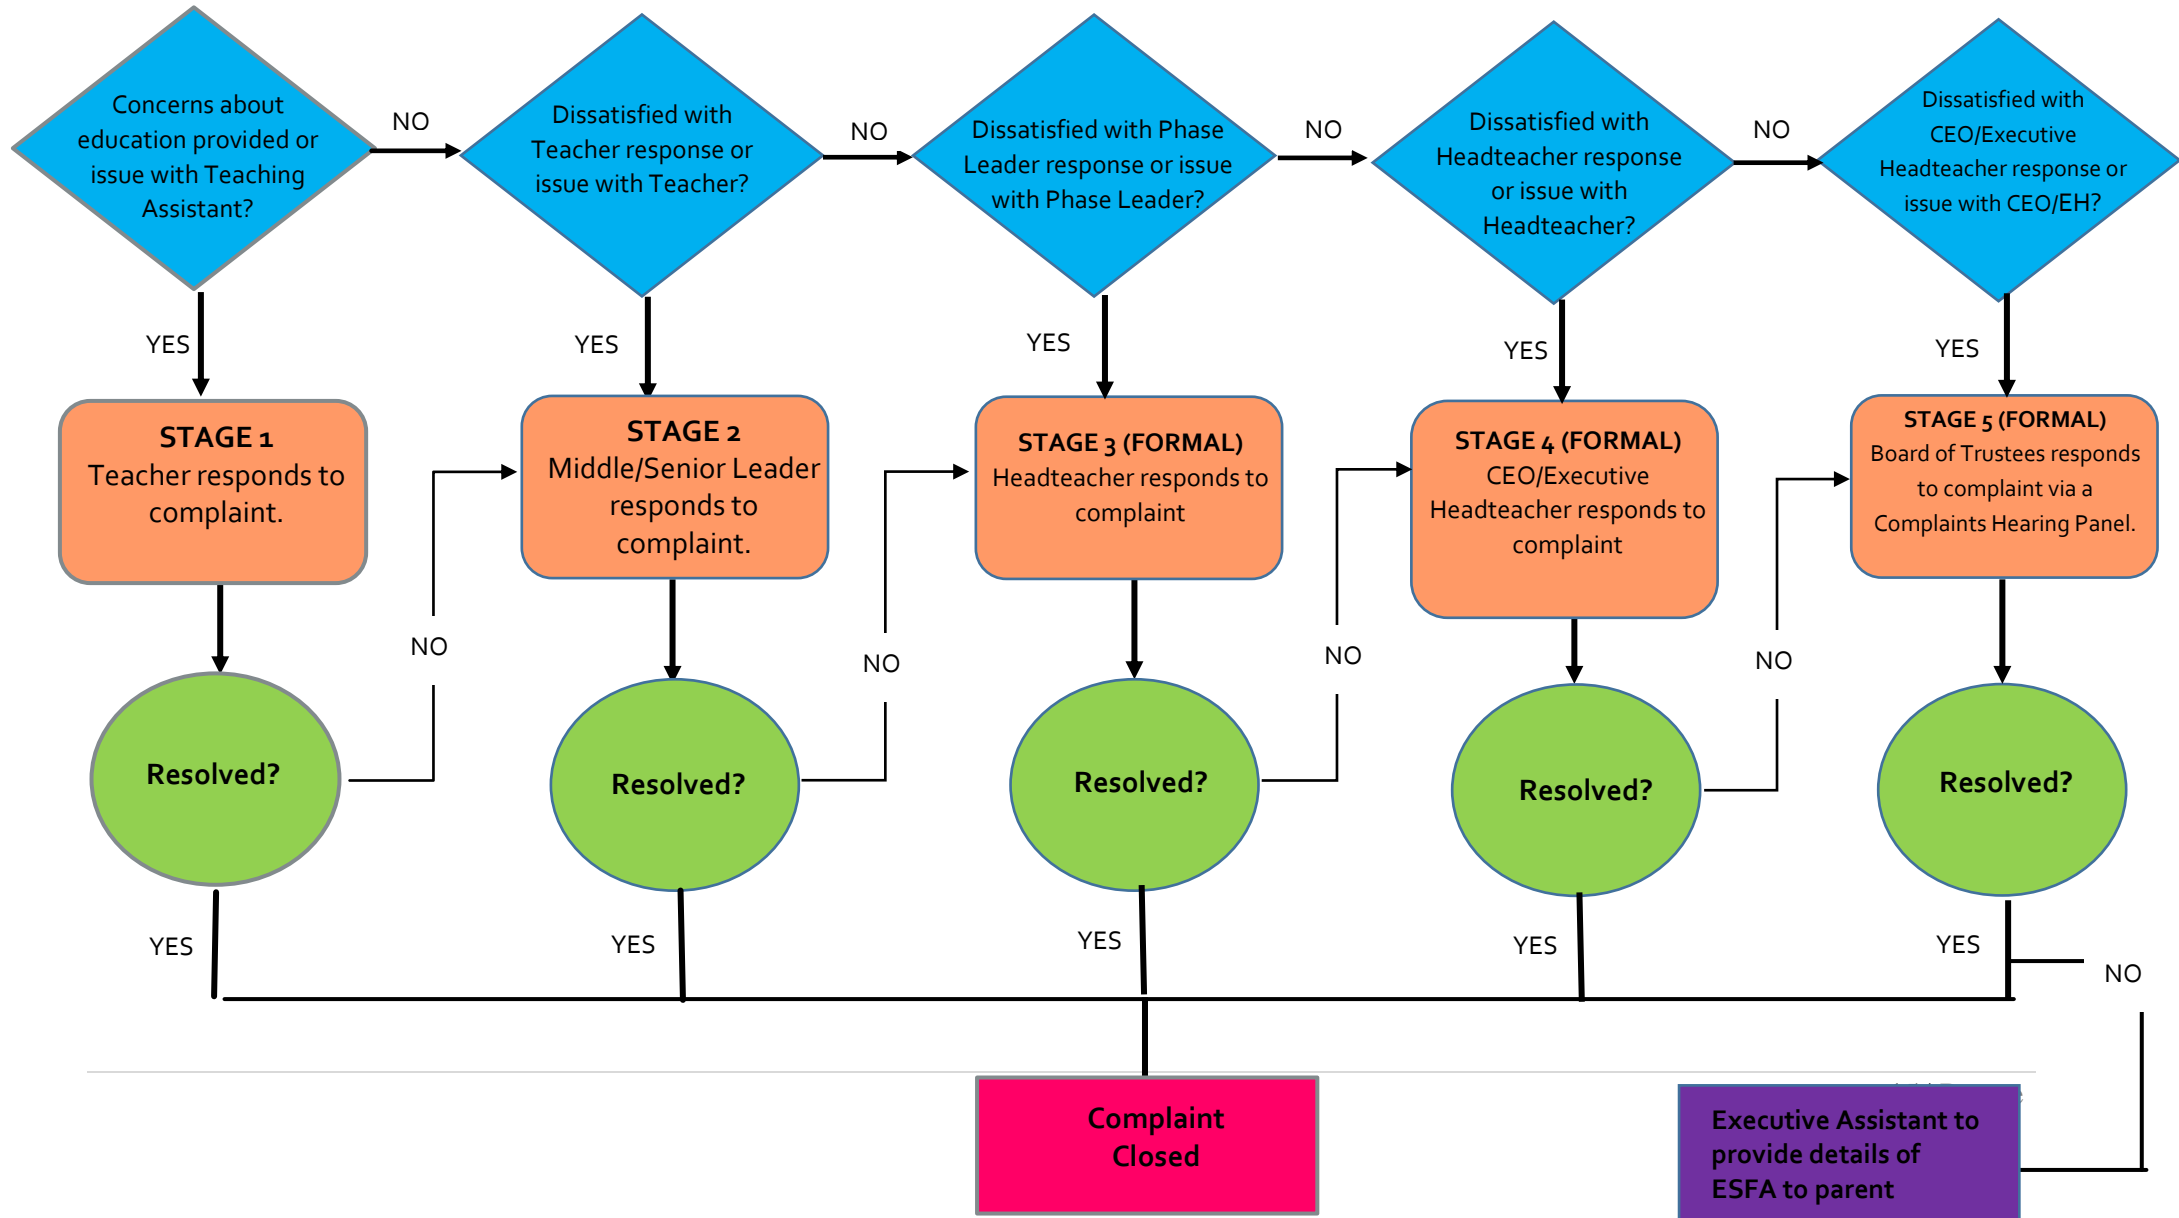 Concerns about
education provided or
issue with Teaching
Assistant?
NO
Dissatisfied with
Teacher response or
issue with Teacher?
NO
Dissatisfied with Phase
Leader response or issue
with Phase Leader?
NO
Dissatisfied with
Headteacher response
or issue with
Headteacher?
NO
Dissatisfied with
CEO/Executive
Headteacher response or
issue with CEO/EH?
YES
YES
YES
YES
YES
STAGE 1
Teacher responds to
complaint.
STAGE 2
Middle/Senior Leader
responds to
complaint.
STAGE 3 (FORMAL)
Headteacher responds to
complaint
STAGE 4 (FORMAL)
CEO/Executive
Headteacher responds to
complaint
STAGE 5 (FORMAL)
Board of Trustees responds
to complaint via a
Complaints Hearing Panel.
NO
NO
NO
NO
Resolved?
Resolved?
Resolved?
Resolved?
Resolved?
YES
YES
YES
YES
YES
NO
Complaint
Closed
Executive Assistant to
provide details of
ESFA to parent